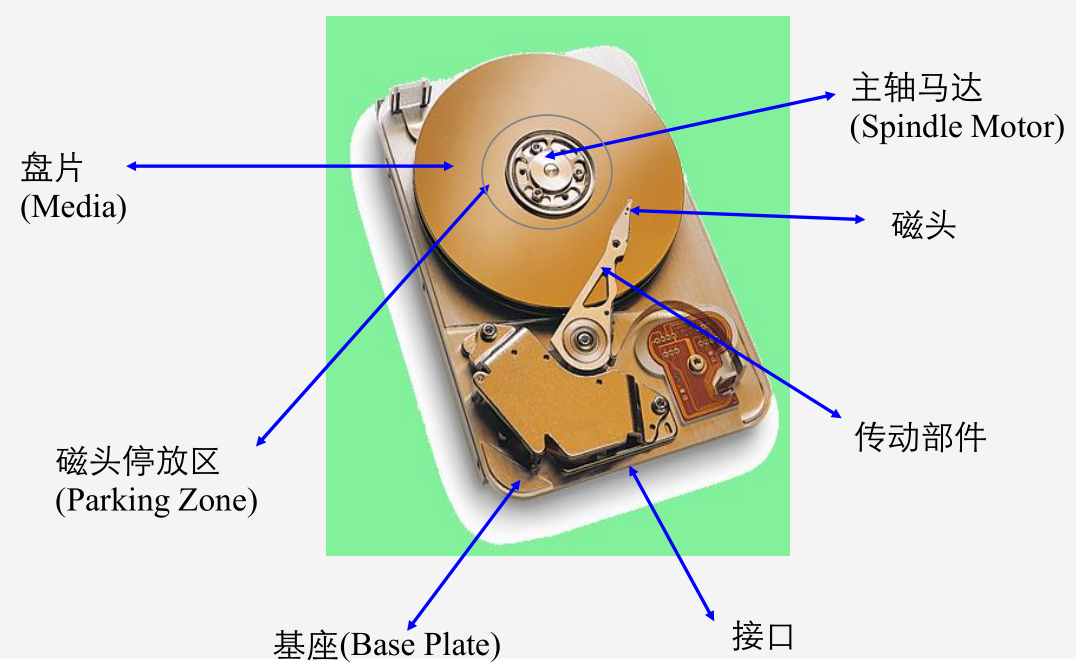 主轴马达
(Spindle Motor)
盘片
(Media)
磁头
传动部件
磁头停放区
(Parking Zone)
基座(Base Plate)
接口